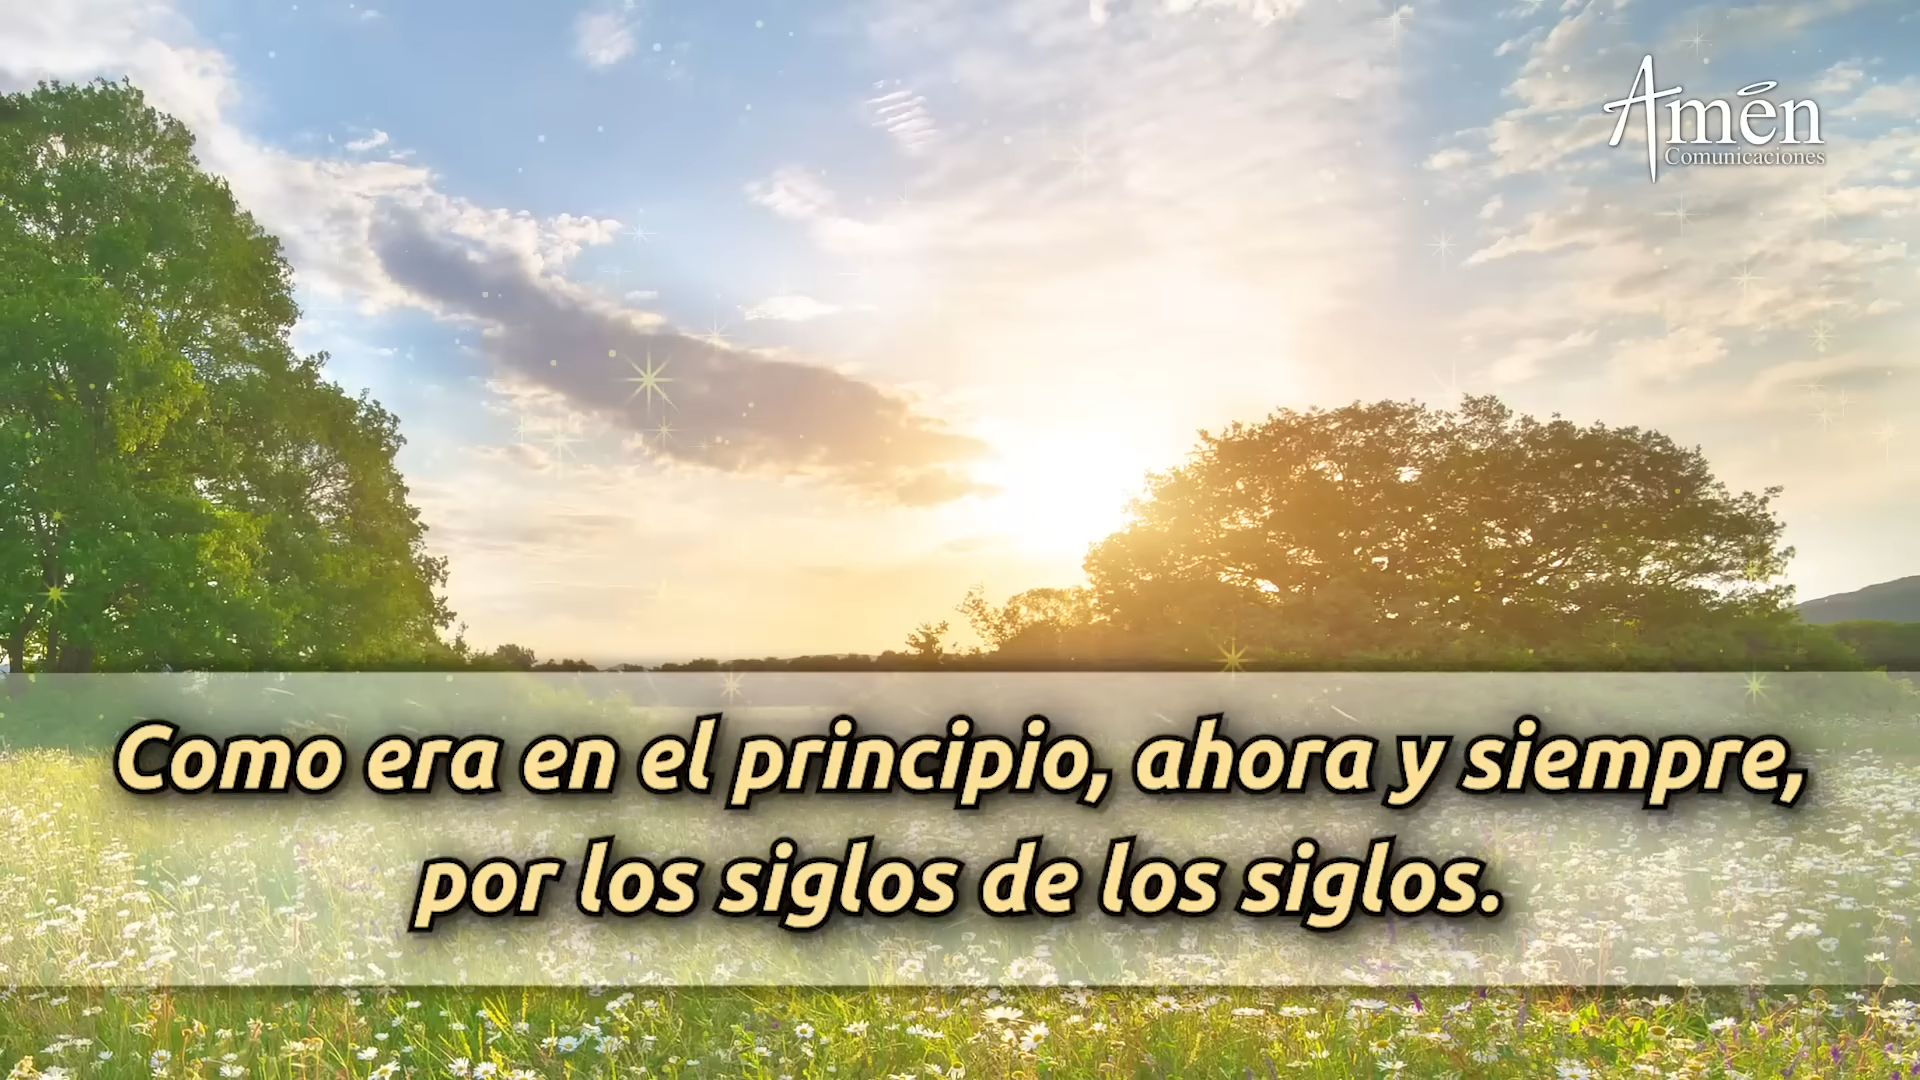 Amén
Comunicaciones
Como era en el principio, ahora y siempre,
por los siglos de los siglos.